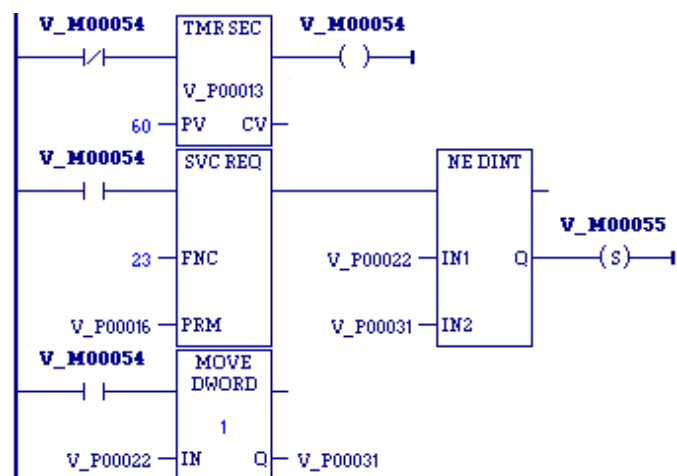 V_M00054 TMR SEC V_M00054
V_P00013
60 PV CV
V_M00054 SVC REQ NE DINT
V_M00055
23 FNC V_P00022 IN1 Q (S)
V_P00016 PRM V_P00031 IN2
V_M00054 MOVE
DWORD
1
V_P00022 IN Q V_P00031